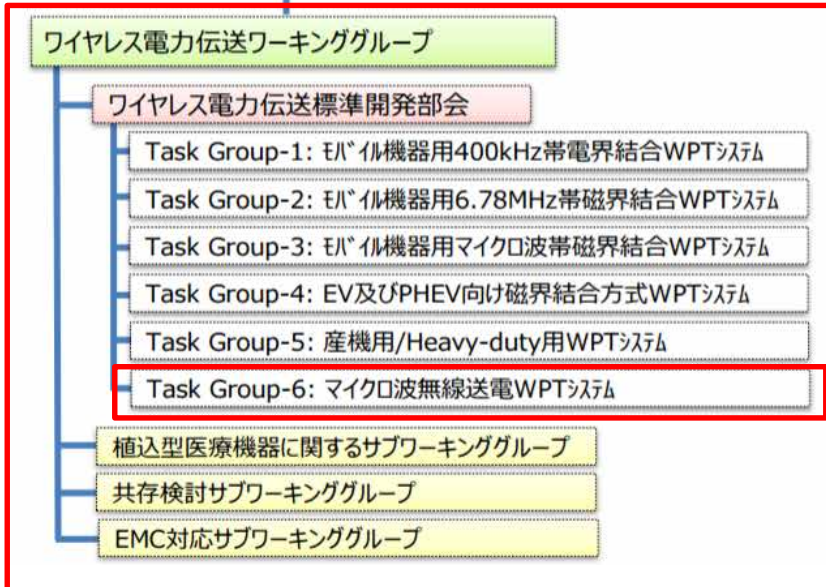 ワイヤレス電力伝送ワーキンググループ
ワイヤレス電力伝送標準開発部会
Task Group-1: ﾓﾊﾞｲﾙ機器用400kHz帯電界結合WPTｼｽﾃﾑ
Task Group-2: ﾓﾊﾞｲﾙ機器用6.78MHz帯磁界結合WPTｼｽﾃﾑ
Task Group-3: ﾓﾊﾞｲﾙ機器用マイクロ波帯磁界結合WPTｼｽﾃﾑ
Task Group-4: EV及びPHEV向け磁界結合方式WPTｼｽﾃﾑ
Task Group-5: 産機用/Heavy-duty用WPTｼｽﾃﾑ
Task Group-6: マイクロ波無線送電WPTｼｽﾃﾑ
植込型医療機器に関するサブワーキンググループ
共存検討サブワーキンググループ
EMC対応サブワーキンググループ